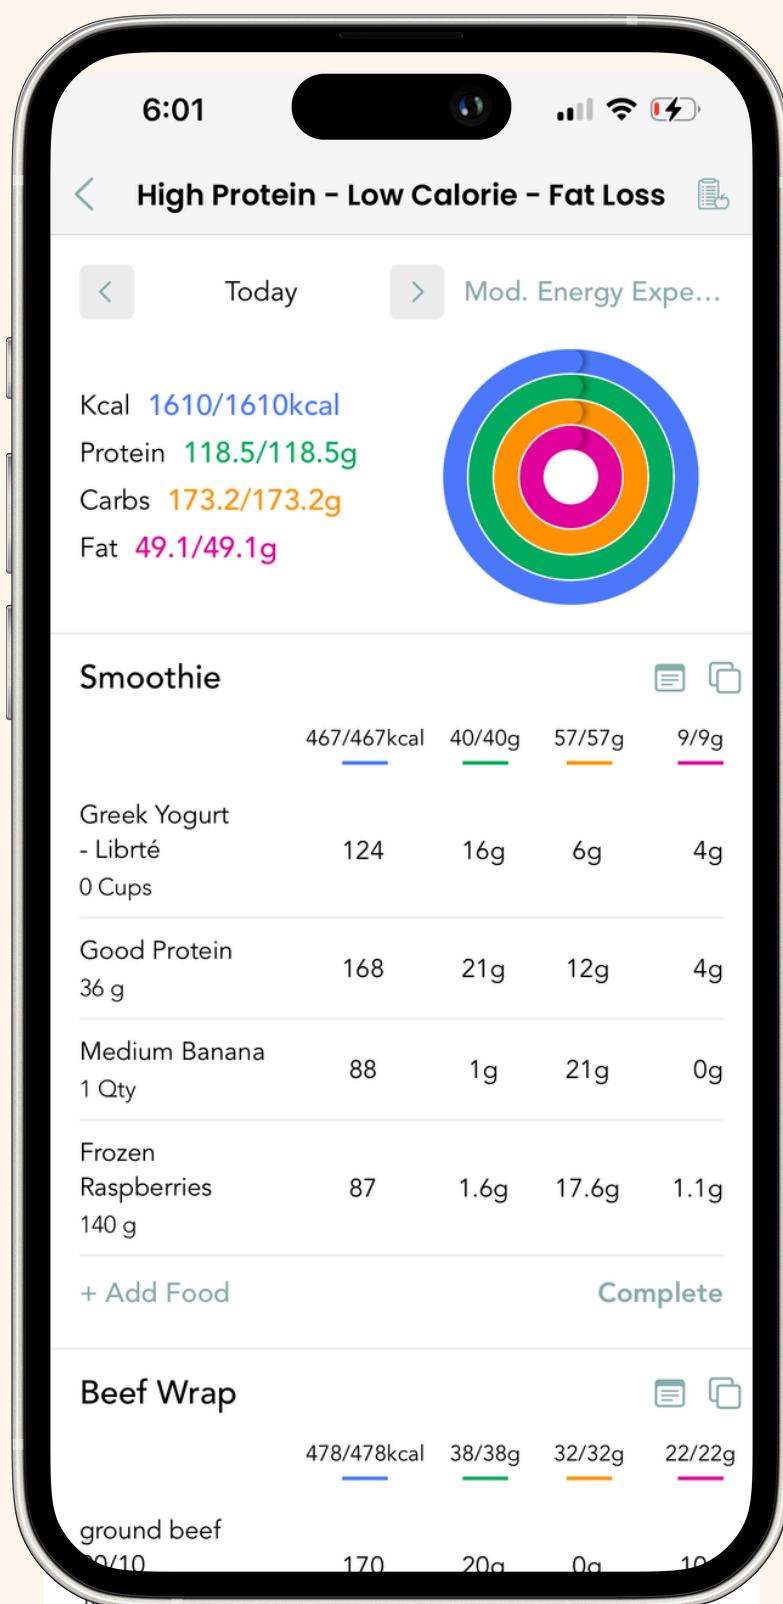 6:01
High Protein - Low Calorie - Fat Loss
Today
Mod. Energy Expe...
Kcal 1610/1610kcal
Protein 118.5/118.5g
Carbs 173.2/173.2g
Fat 49.1/49.1g
Smoothie
467/467kcal 40/40g 57/57g 9/9g
Greek Yogurt
- Librté
0 Cups
124 16g 6g 4g
Good Protein
36 g
168 21g 12g 4g
Medium Banana
1 Qty
88 1g 21g 0g
Frozen
Raspberries
140 g
87 1.6g 17.6g 1.1g
+ Add Food Complete
Beef Wrap
478/478kcal 38/38g 32/32g 22/22g
ground beef
170 20g 0g